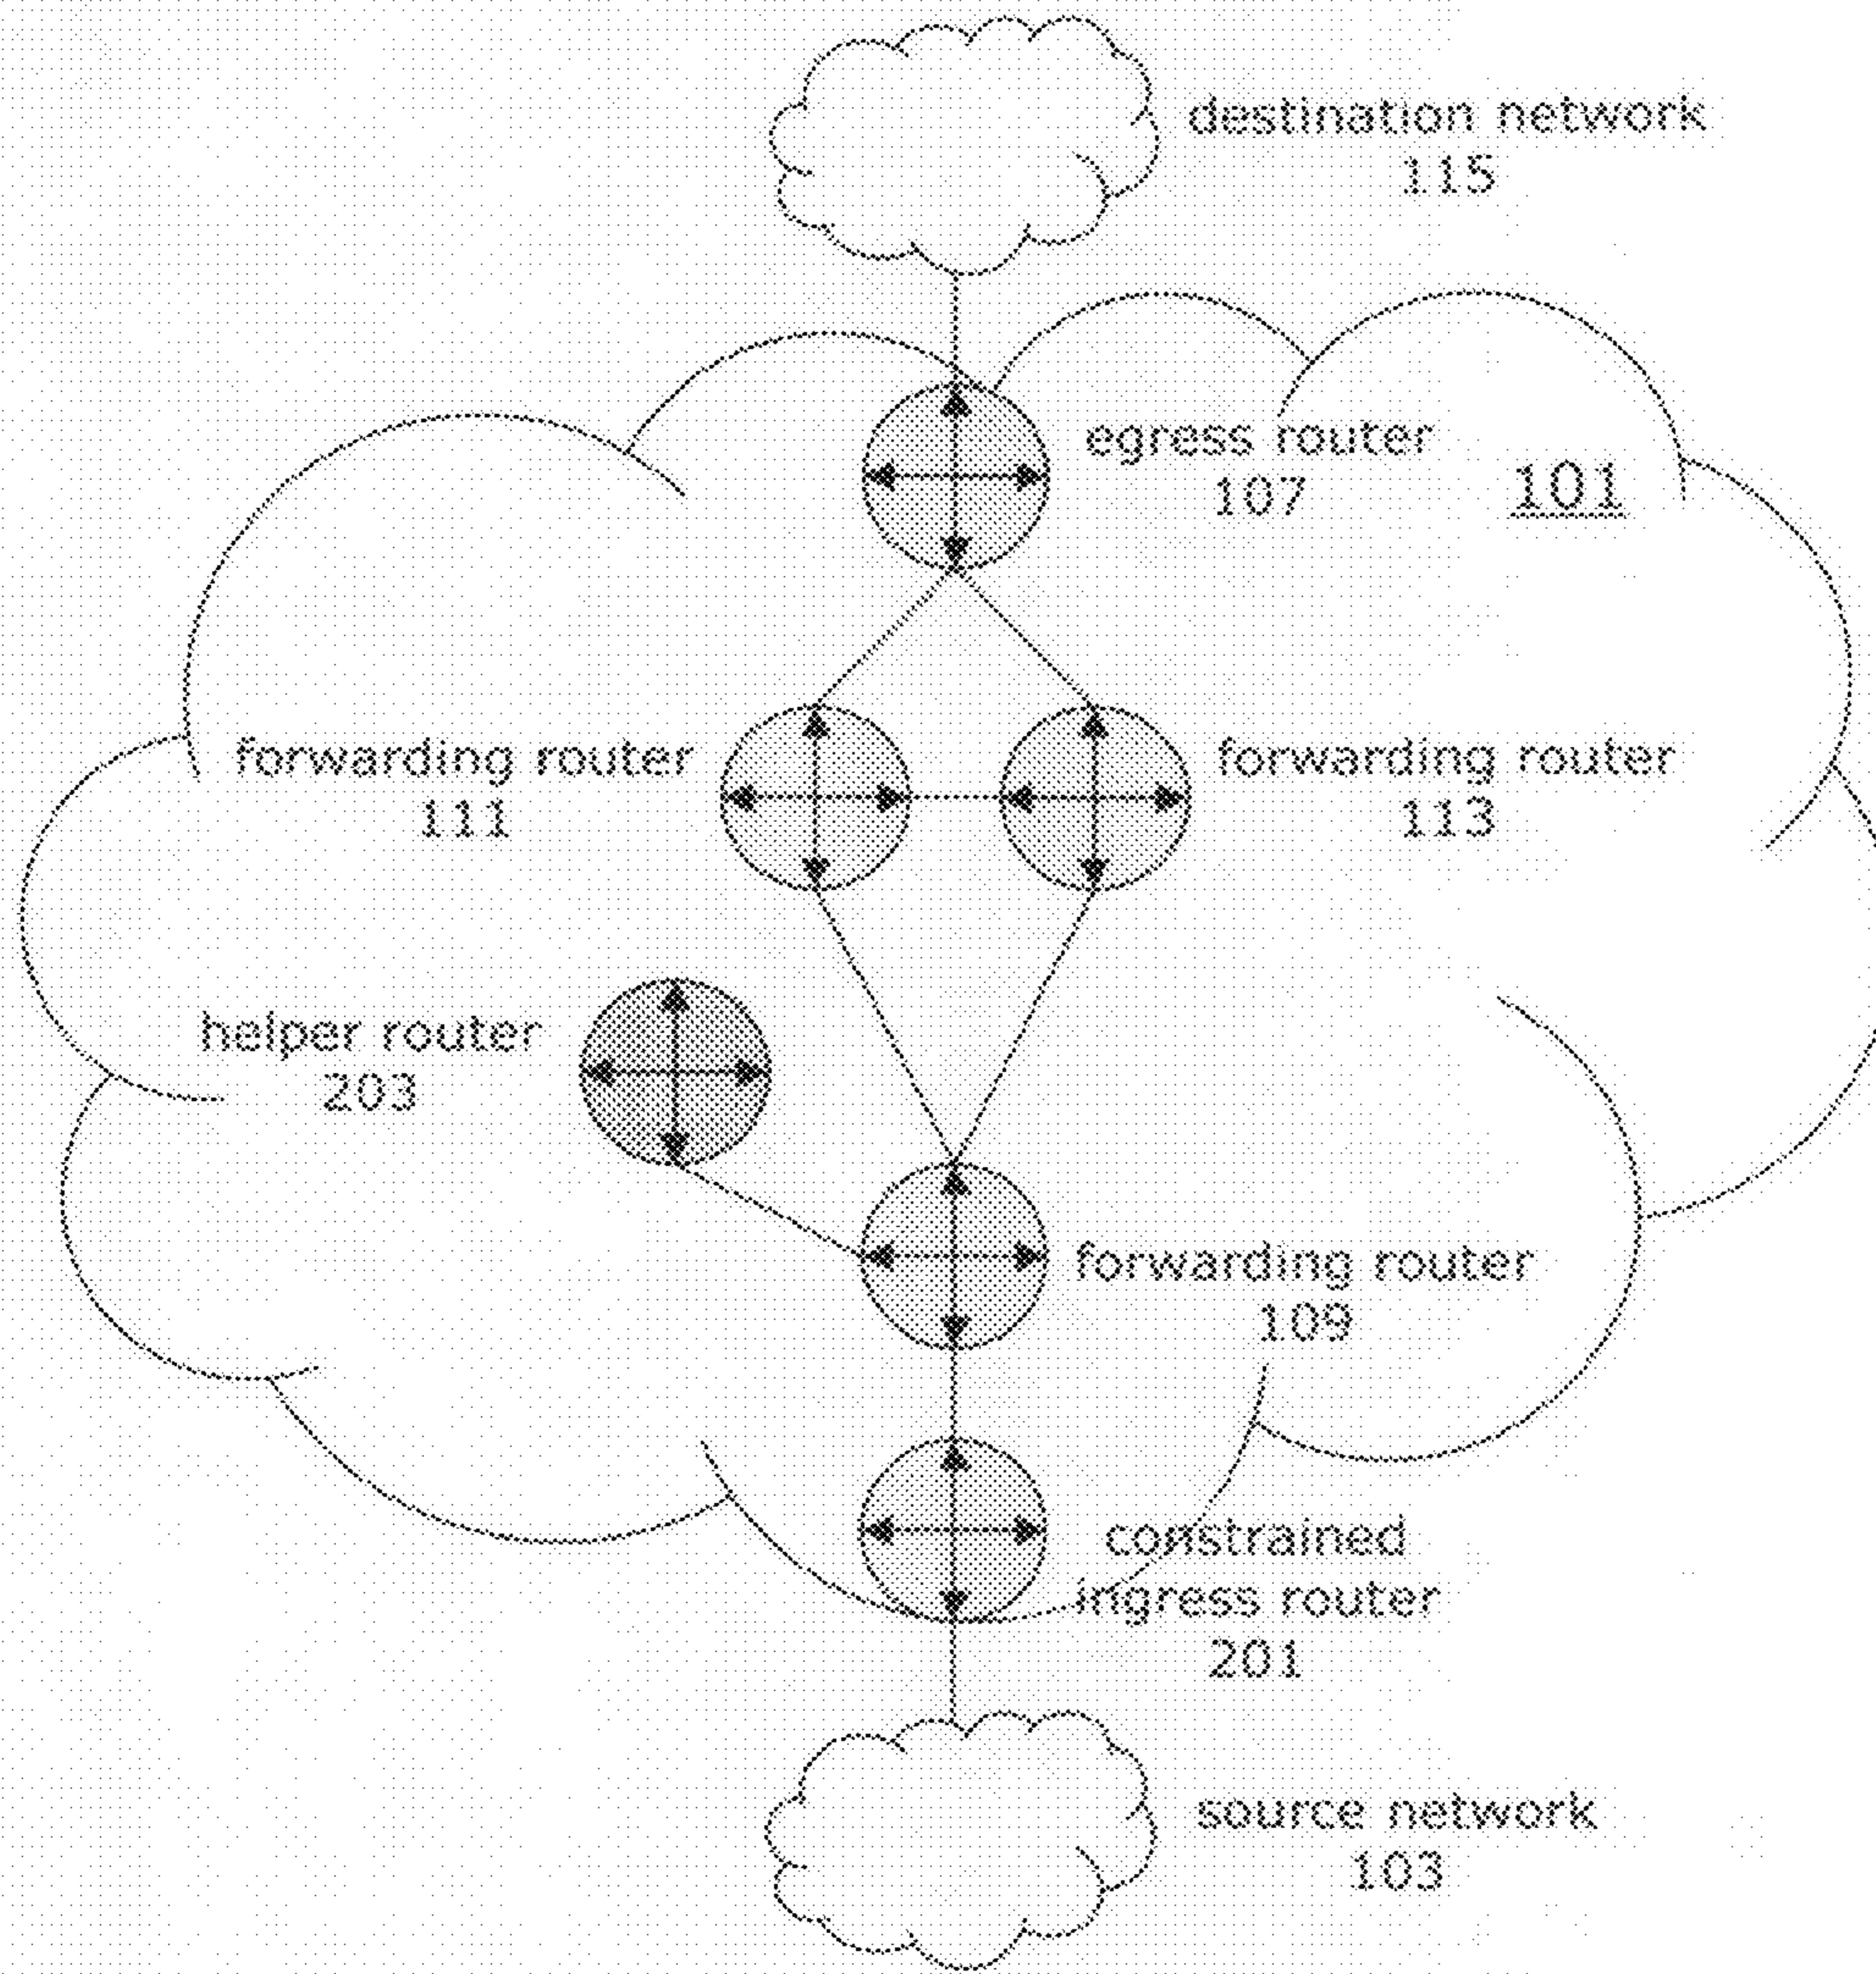 destination network
115
egress router
107
101
forwarding router
111
forwarding router
113
helper router
203
forwarding router
109
constrained
ingress router
201
source network
103